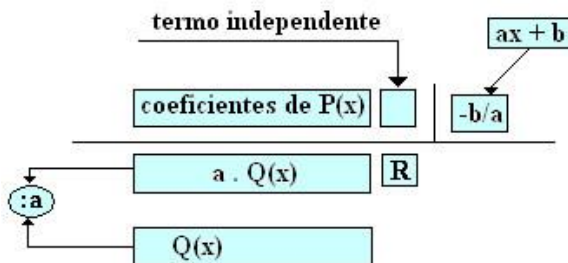 termo independente
ax + b
coeficientes de P(x)
-b/a
a . Q(x)
R
:a
Q(x)